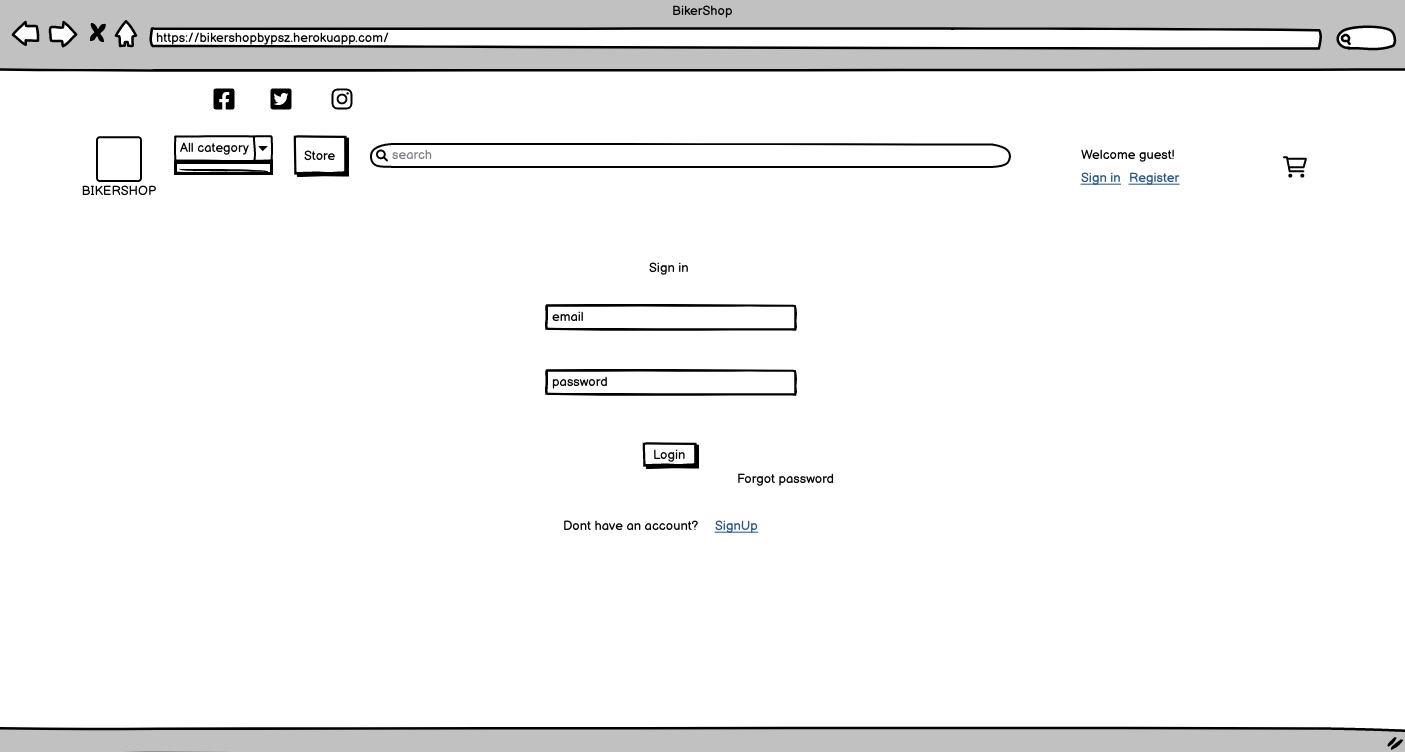 BikerShop
https://bikershopbypsz.herokuapp.com/
All category
Store
search
Welcome guest!
Sign in Register
BIKERSHOP
Sign in
email
password
Login
Forgot password
Dont have an account? SignUp